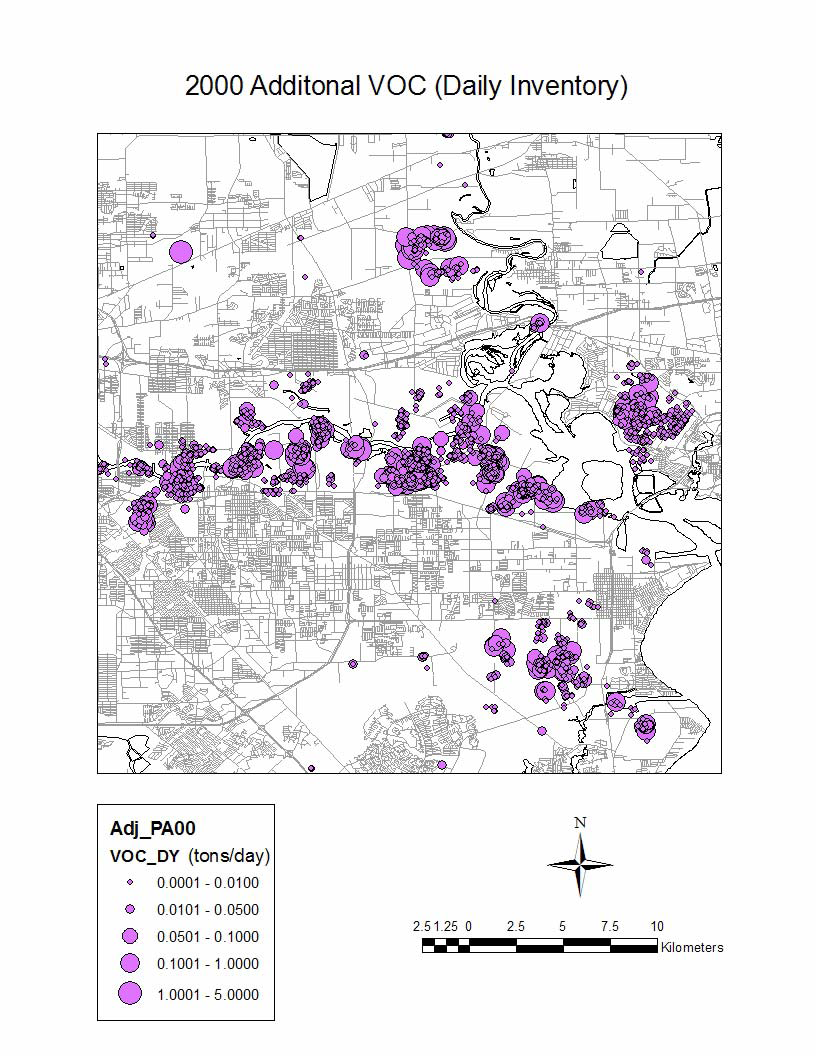 2000 Additonal VOC (Daily Inventory)
Adj_PA00
VOC_DY (tons/day)
0.0001 - 0.0100
0.0101 - 0.0500
0.0501 - 0.1000
0.1001 - 1.0000
1.0001 - 5.0000
N
2.5 1.25 0 2.5 5 7.5 10
Kilometers